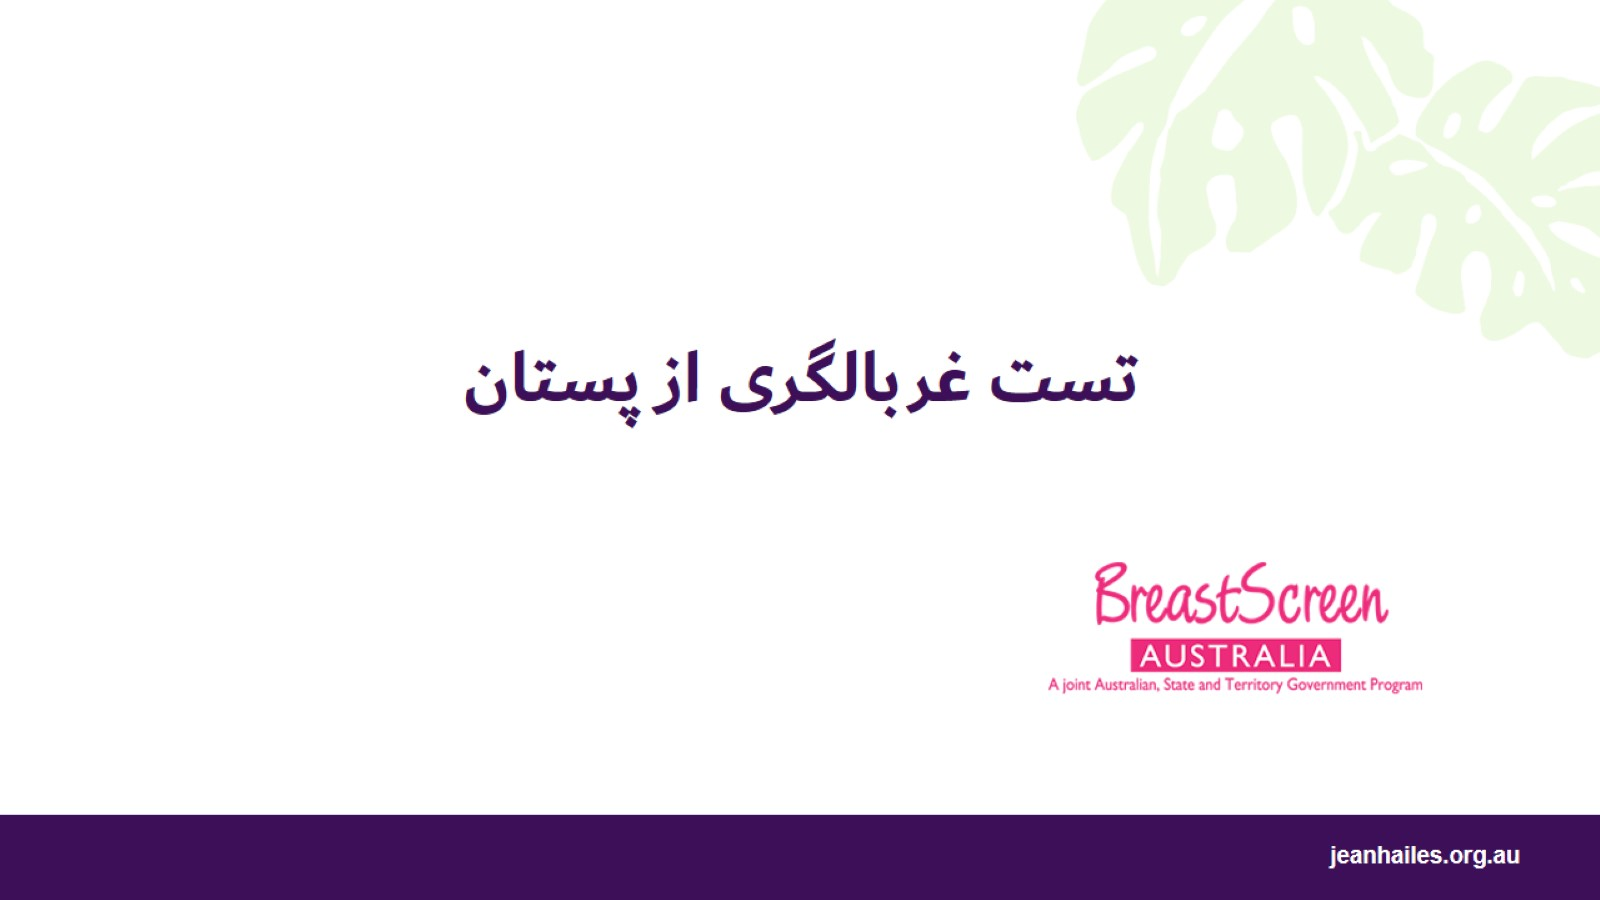 تست غربالگری از پستان
BreastScreen
AUSTRALIA
A joint Australian, State and Territory Government Program
jeanhailes.org.au